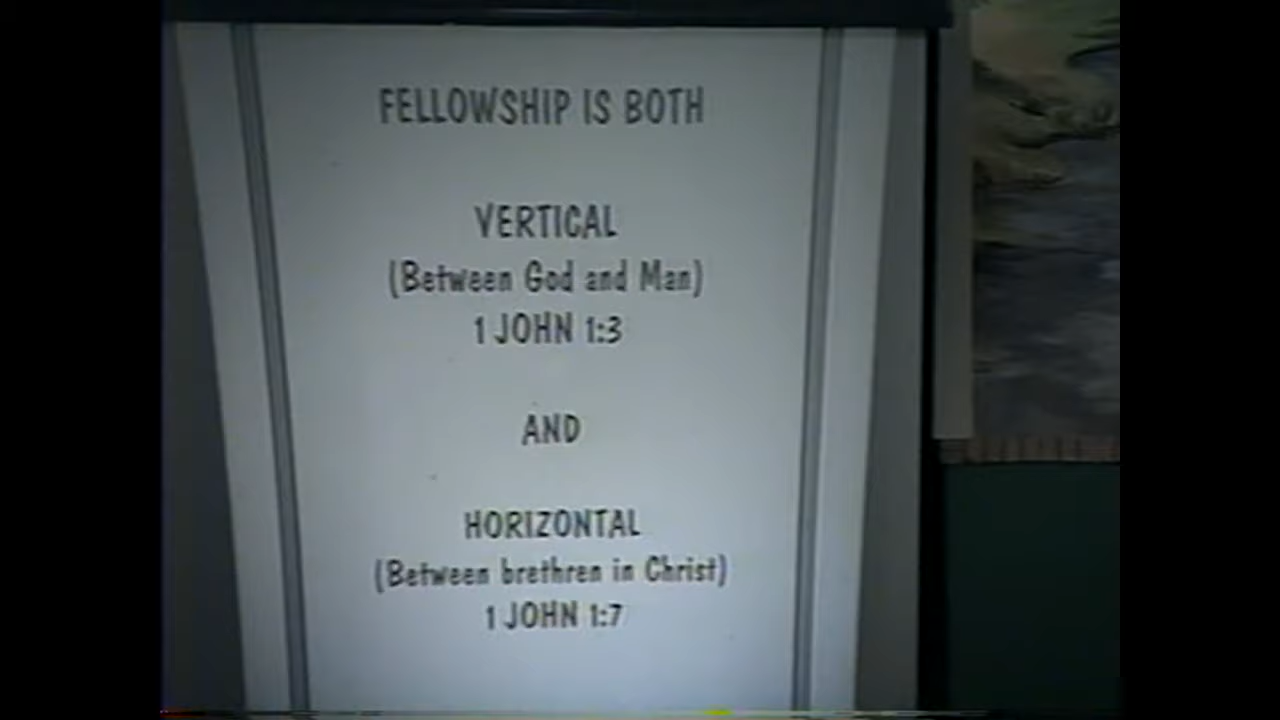 FELLOWSHIP IS BOTH
VERTICAL
(Between God and Man)
1 JOHN 1:3
AND
HORIZONTAL
(Between brethren in Christ)
1 JOHN 1:7